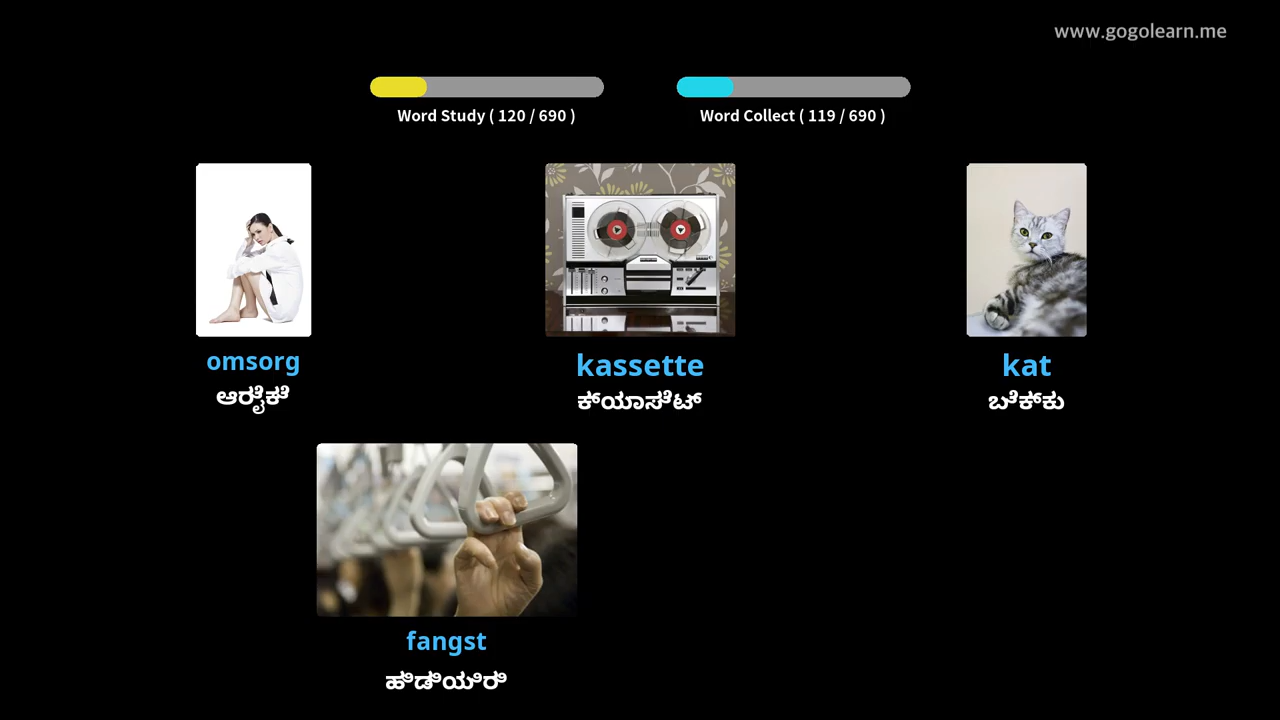 www.gogolearn.me
Word Study ( 120 / 690 )
Word Collect ( 119 / 690 )
omsorg
ಆರೈಕೆ
kassette
ಕ್ಯಾಸೆಟ್
kat
ಬೆಕ್ಕು
fangst
ಹಿಡಿಯಿರಿ